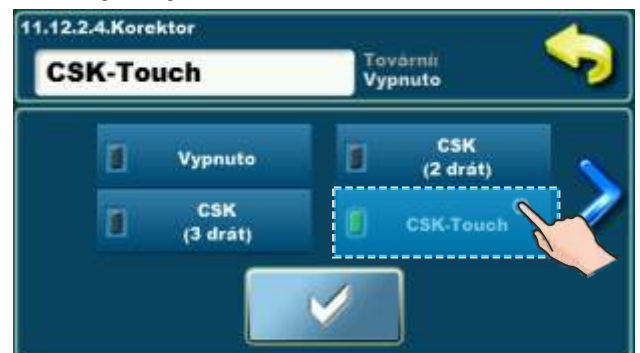 11.12.2.4.Korektor
CSK-Touch
Tovární
Vypnuto
Vypnuto
CSK
(2 drát)
CSK
(3 drát)
CSK-Touch